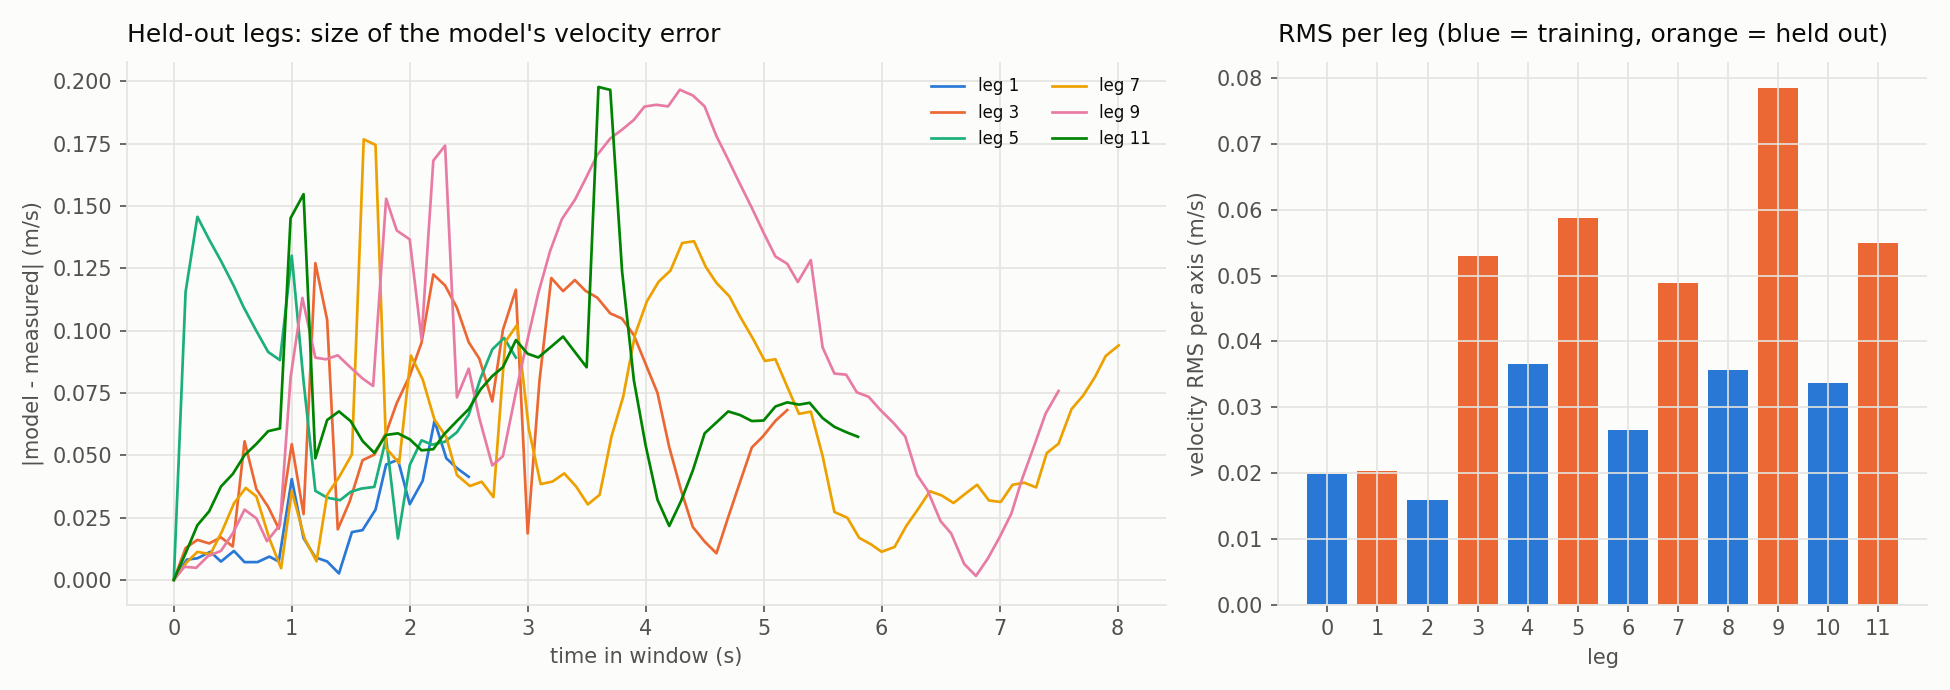 Held-out legs: size of the model's velocity error
|model - measured| (m/s)
0.200
0.175
0.150
0.125
0.100
0.075
0.050
0.025
0.000
leg 1
leg 3
leg 5
leg 7
leg 9
leg 11
0 1 2 3 4 5 6 7 8
time in window (s)
RMS per leg (blue = training, orange = held out)
velocity RMS per axis (m/s)
0.08
0.07
0.06
0.05
0.04
0.03
0.02
0.01
0.00
0 1 2 3 4 5 6 7 8 9 10 11
leg